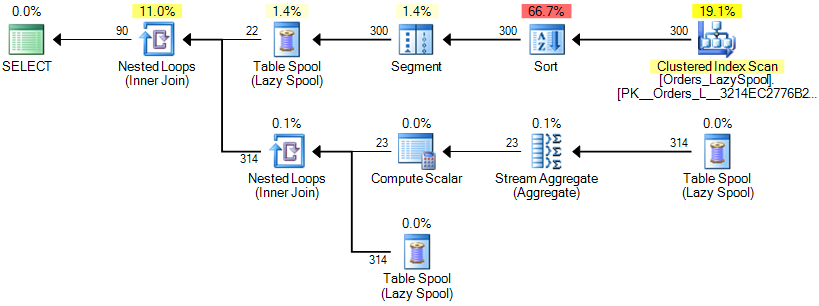 0.0% 11.0% 1.4% 1.4% 66.7% 19.1%
90 22 300 300 300
SELECT Nested Loops Table Spool Segment Sort Clustered Index Scan
(Inner Join) (Lazy Spool) [Orders_LazySpool].
[PK__Orders_L__3214EC2776B2...
0.1% 0.0% 0.1% 0.0%
314 23 23 314
Nested Loops Compute Scalar Stream Aggregate Table Spool
(Inner Join) (Aggregate) (Lazy Spool)
0.0%
314
Table Spool
(Lazy Spool)